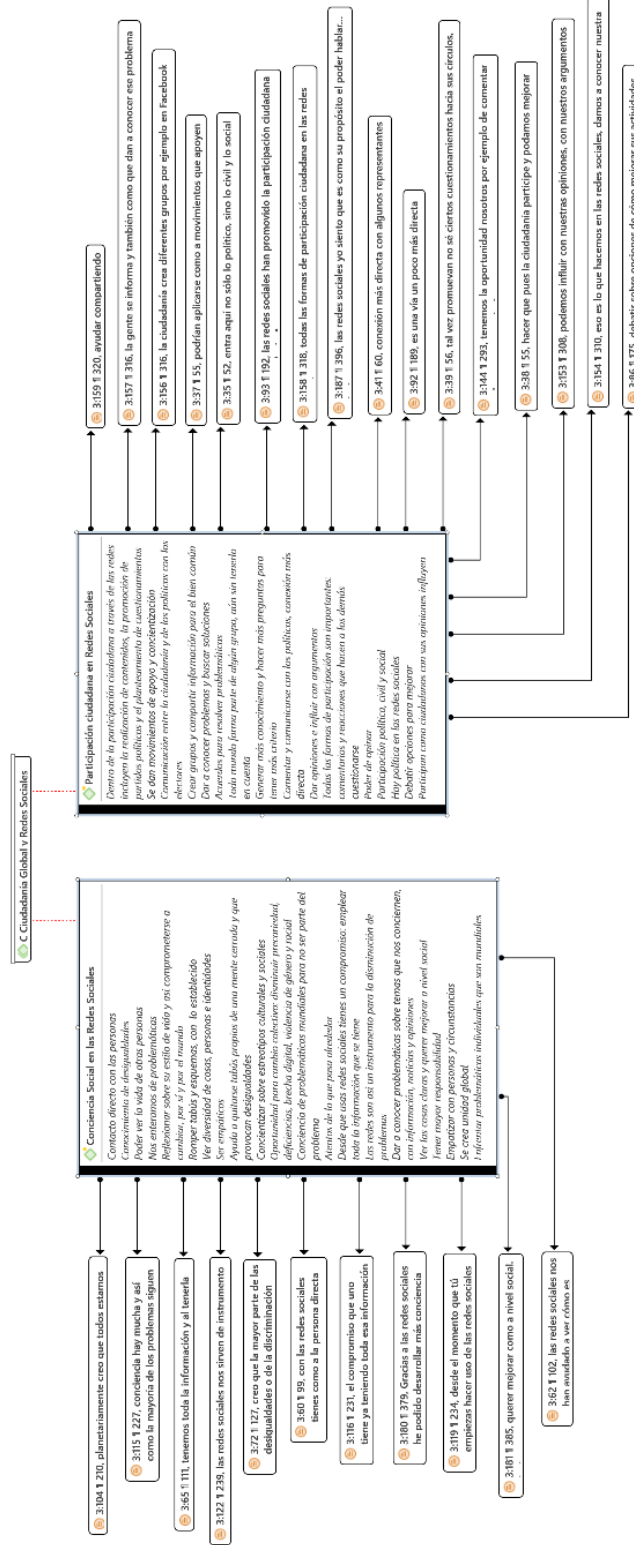 C Ciudadanía Global y Redes Sociales
Conciencia Social en las Redes Sociales
Contacto directo con las personas
Conocimiento de desigualdades
Poder ver la vida de otras personas
Nos enteramos de problemáticas
Reflexionar sobre su estilo de vida y así comprometerse a
cambiar, por sí y por el mundo
Romper tabús y esquemas, con lo establecido
Ver diversidad de cosas, personas e identidades
Ser empáticos
Ayuda a quitarse tabús propios de una mente cerrada y que
provocan desigualdades
Concientizar sobre estreotipos culturales y sociales
Oportunidad para cambio colectivo: disminuir precariedad,
deficiencias, brecha digital, violencia de género y racial
Conciencia de problemáticas mundiales para no ser parte del
problema
Atentos de lo que pasa alrededor
Desde que usas redes sociales tienes un compromiso: emplear
toda la información que se tiene
Las redes son así un instrumento para la disminución de
problemas
Dar a conocer problemáticas sobre temas que nos conciernen,
con información, noticias y opiniones
Ver las cosas claras y querer mejorar a nivel social
Tener mayor responsabilidad
Empatizar con personas y circunstancias
Se crea unidad global
Enfrentar problemáticas individuales que son mundiales
3:104 ¶ 210, planetariamente creo que todos estamos
3:115 ¶ 227, conciencia hay mucha y así
como la mayoría de los problemas siguen
3:65 ¶ 111, tenemos toda la información y al tenerla
3:122 ¶ 239, las redes sociales nos sirven de instrumento
3:72 ¶ 127, creo que la mayor parte de las
desigualdades o de la discriminación
3:60 ¶ 99, con las redes sociales
tienes como a la persona directa
3:116 ¶ 231, el compromiso que uno
tiene ya teniendo toda esa información
3:180 ¶ 379, Gracias a las redes sociales
he podido desarrollar más conciencia
3:119 ¶ 234, desde el momento que tú
empiezas hacer uso de las redes sociales
3:181 ¶ 385, querer mejorar como a nivel social.
3:62 ¶ 102, las redes sociales nos
han ayudado a ver cómo es
Participación ciudadana en Redes Sociales
Dentro de la participación ciudadana a través de las redes
incluyen la realización de contenidos, la promoción de
partidos políticos y el planteamiento de cuestionamientos
Se dan movimientos de apoyo y concientización
Comunicación entre la ciudadanía y de los políticos con los
electores
Crear grupos y compartir información para el bien común
Dar a conocer problemas y buscar soluciones
Acuerdos para resolver problemáticas
Todo mundo forma parte de algún grupo, aún sin tenerlo
en cuenta
Generar más conocimiento y hacer más preguntas para
tener más criterio
Comentar y comunicarse con los políticos, conexión más
directa
Dar opiniones e influir con argumentos
Todas las formas de participación son importantes:
comentarios y reacciones que hacen a los demás
cuestionarse
Poder de opinar
Participación política, civil y social
Hay política en las redes sociales
Debatir opciones para mejorar
Participan como ciudadanos con sus opiniones influyen
3:159 ¶ 320, ayudar compartiendo
3:157 ¶ 316, la gente se informa y también como que dan a conocer ese problema
3:156 ¶ 316, la ciudadanía crea diferentes grupos por ejemplo en Facebook
3:37 ¶ 55, podrían aplicarse como a movimientos que apoyen
3:35 ¶ 52, entra aquí no sólo lo político, sino lo civil y lo social
3:93 ¶ 192, las redes sociales han promovido la participación ciudadana
3:158 ¶ 318, todas las formas de participación ciudadana en las redes
3:187 ¶ 396, las redes sociales yo siento que es como su propósito el poder hablar...
3:41 ¶ 60, conexión más directa con algunos representantes
3:92 ¶ 189, es una vía un poco más directa
3:39 ¶ 56, tal vez promuevan no sé ciertos cuestionamientos hacia sus círculos,
3:144 ¶ 293, tenemos la oportunidad nosotros por ejemplo de comentar
3:38 ¶ 55, hacer que pues la ciudadanía participe y podamos mejorar
3:153 ¶ 308, podemos influir con nuestras opiniones, con nuestros argumentos
3:154 ¶ 310, eso es lo que hacemos en las redes sociales, damos a conocer nuestra